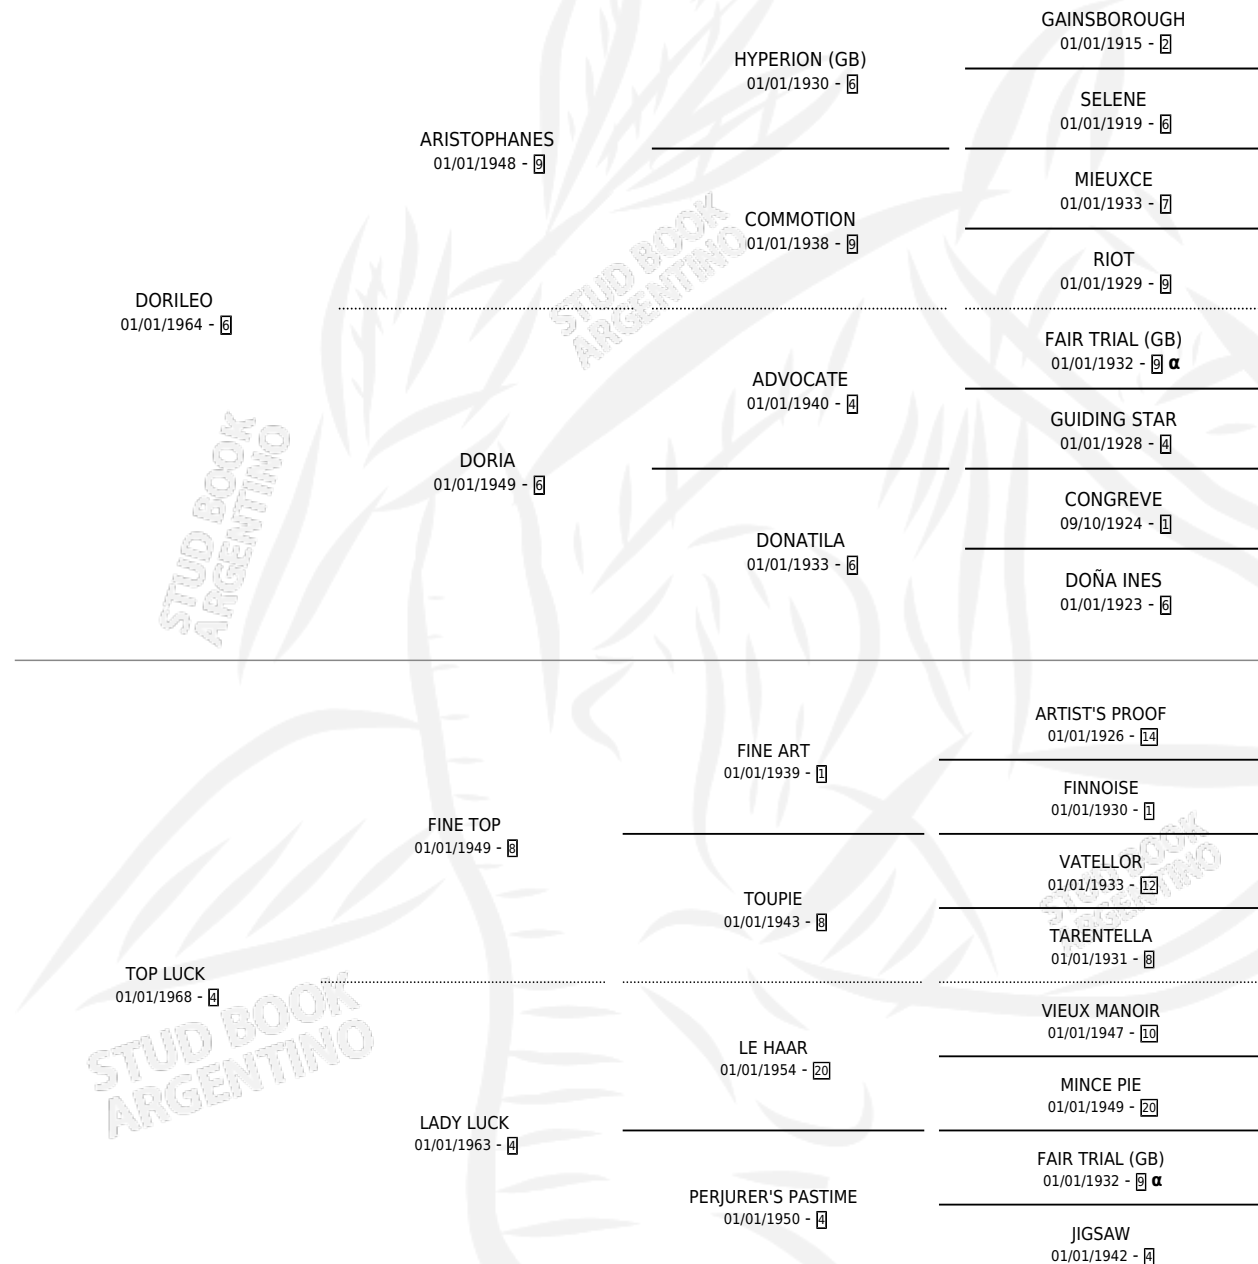 GAINSBOROUGH
01/01/1915 - 2
HYPERION (GB)
01/01/1930 - 6
SELENE
01/01/1919 - 6
ARISTOPHANES
01/01/1948 - 9
MIEUXCE
01/01/1933 - 7
COMMOTION
01/01/1938 - 9
RIOT
01/01/1929 - 9
DORILEO
01/01/1964 - 6
FAIR TRIAL (GB)
01/01/1932 - 9 α
ADVOCATE
01/01/1940 - 4
GUIDING STAR
01/01/1928 - 4
DORIA
01/01/1949 - 6
CONGREVE
09/10/1924 - 1
DONATILA
01/01/1933 - 6
DOÑA INES
01/01/1923 - 6
ARTIST'S PROOF
01/01/1926 - 14
FINE ART
01/01/1939 - 1
FINNOISE
01/01/1930 - 1
FINE TOP
01/01/1949 - 8
VATELLOR
01/01/1933 - 12
TOUPIE
01/01/1943 - 8
TARENTELLA
01/01/1931 - 8
TOP LUCK
01/01/1968 - 4
VIEUX MANOIR
01/01/1947 - 10
LE HAAR
01/01/1954 - 20
MINCE PIE
01/01/1949 - 20
LADY LUCK
01/01/1963 - 4
FAIR TRIAL (GB)
01/01/1932 - 9 α
PERJURER'S PASTIME
01/01/1950 - 4
JIGSAW
01/01/1942 - 4
STUD BOOK
ARGENTINO
STUD BOOK
ARGENTINO
STUD BOOK
ARGENTINO
STUD BOOK
ARGENTINO